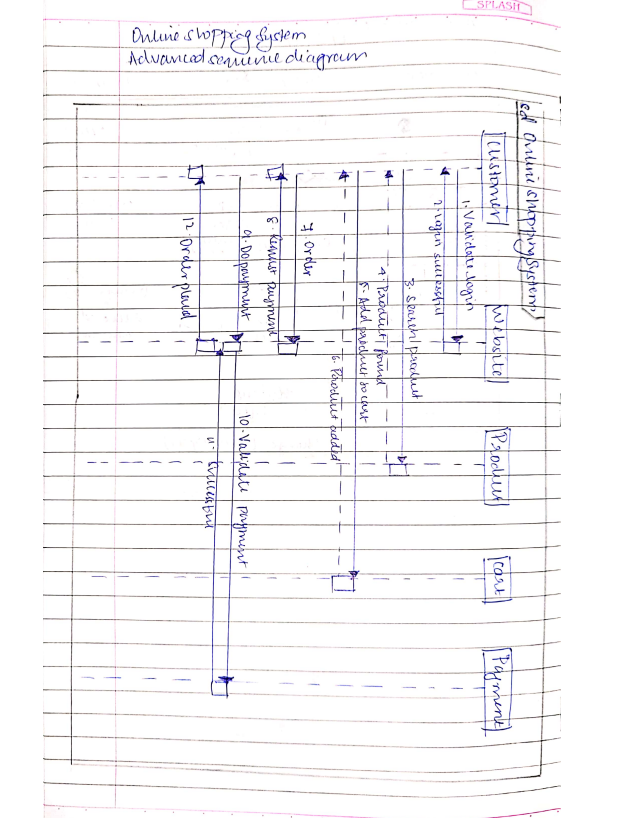 SPLASH
Online shopping System
Advanced sequence diagram
sd Online shopping System
Customer
Website
Product
Cart
Payment
1. Validate login
2. login successful
3. Search product
4. Product found
5. Add product to cart
6. Product added
7. Order
8. Request payment
9. Do payment
10. Validate payment
11. Successful
12. Order placed